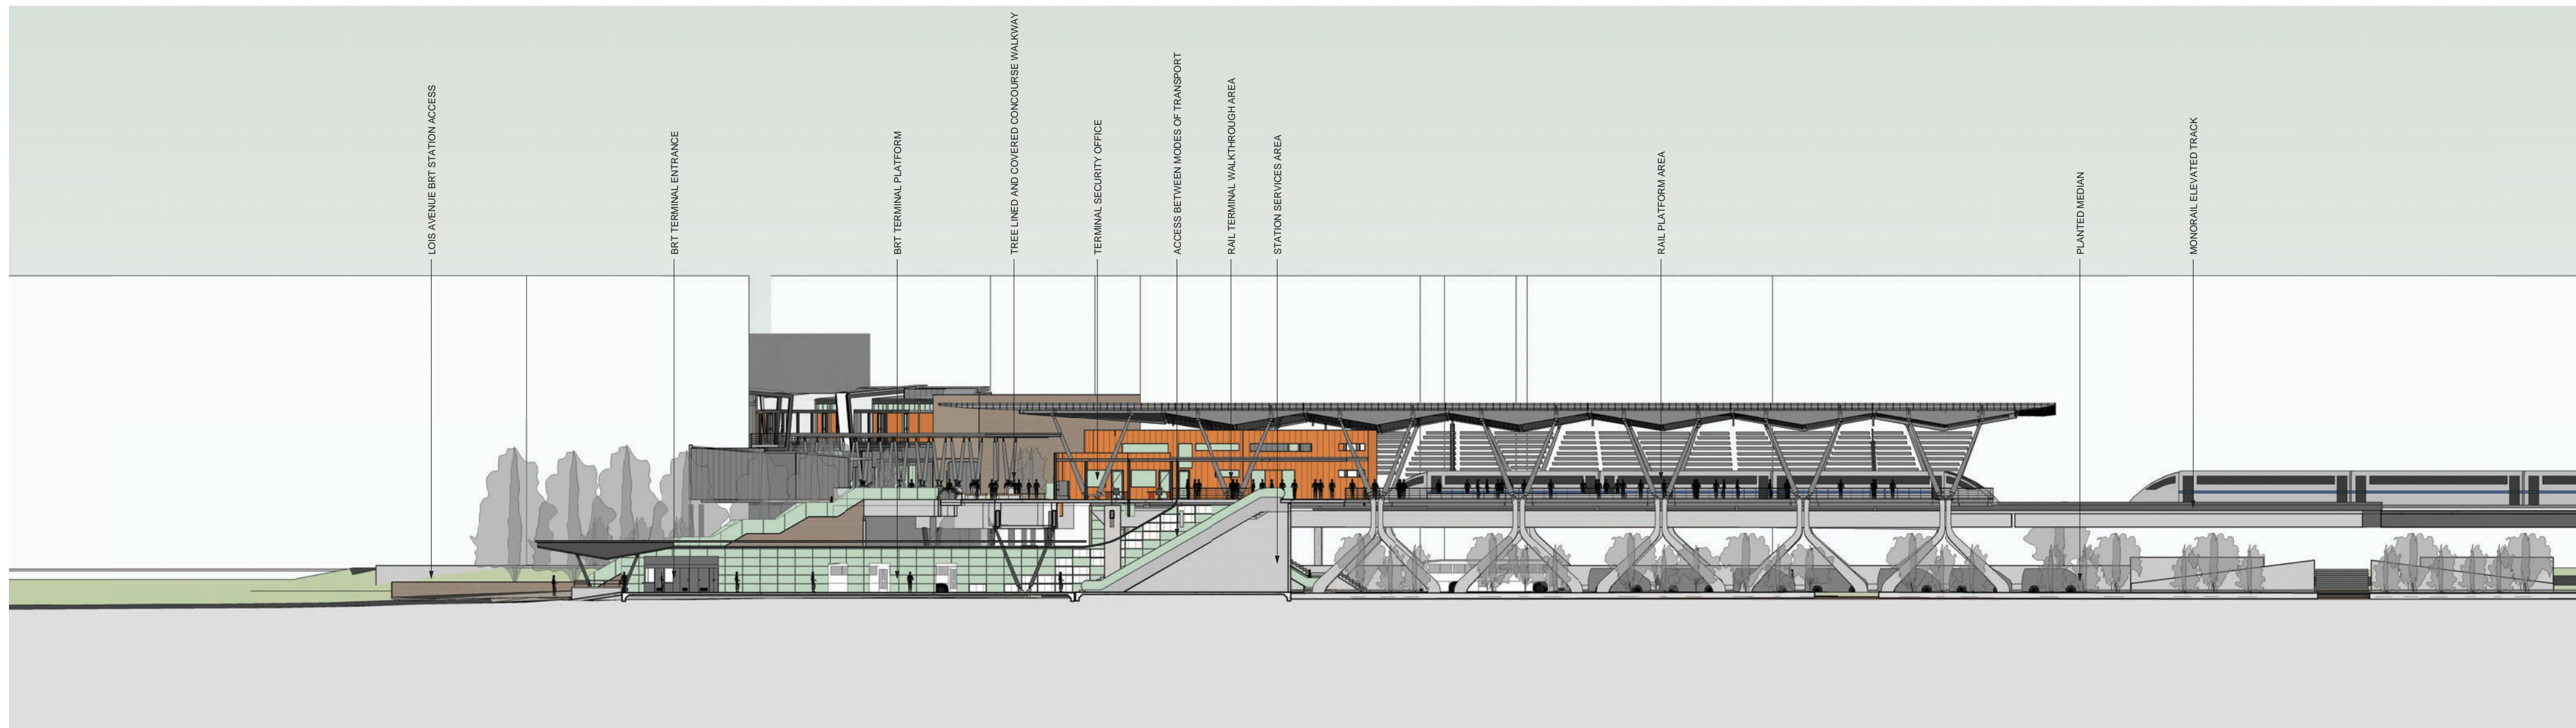 LOIS AVENUE BRT STATION ACCESS
BRT TERMINAL ENTRANCE
BRT TERMINAL PLATFORM
TREE LINED AND COVERED CONCOURSE WALKWAY
TERMINAL SECURITY OFFICE
ACCESS BETWEEN MODES OF TRANSPORT
RAIL TERMINAL WALKTHROUGH AREA
STATION SERVICES AREA
RAIL PLATFORM AREA
PLANTED MEDIAN
MONORAIL ELEVATED TRACK